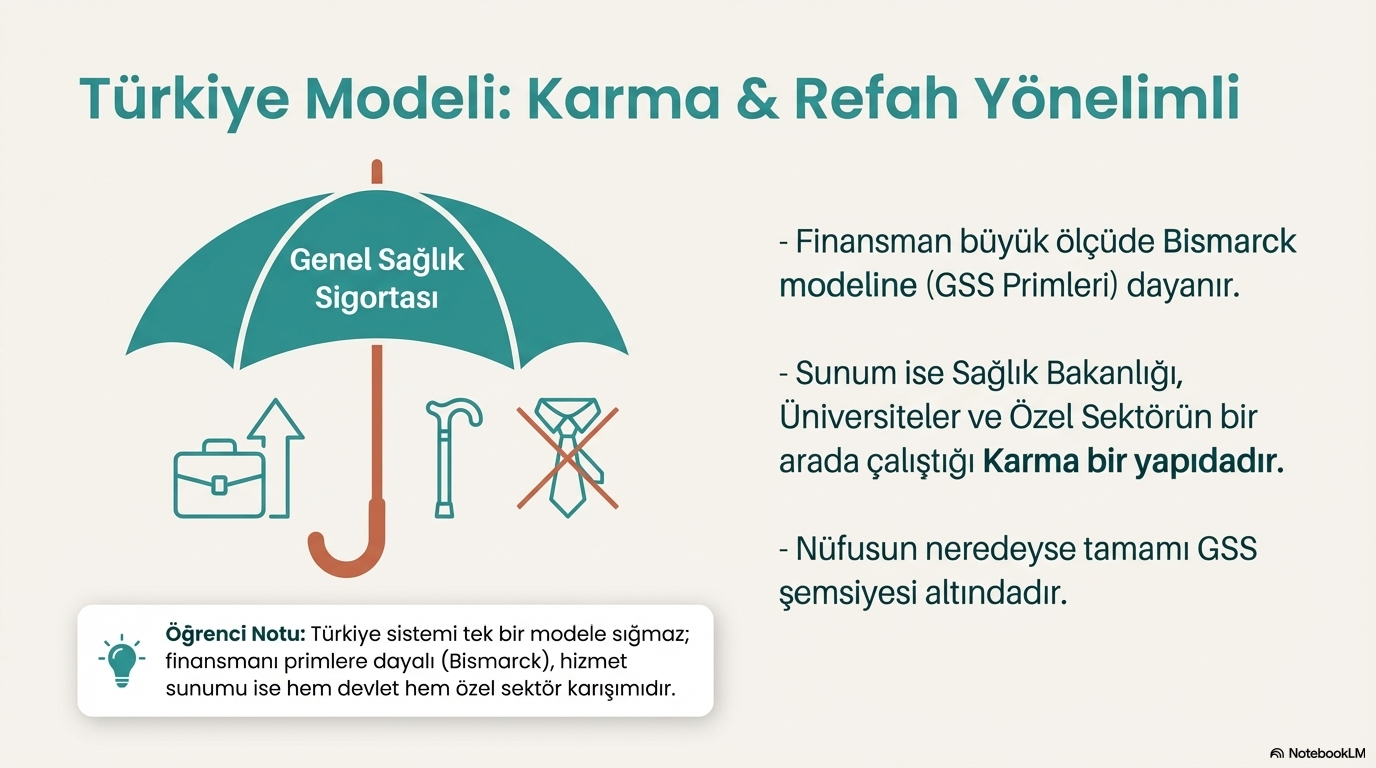 Türkiye Modeli: Karma & Refah Yönelimli
Genel Sağlık
Sigortası
- Finansman büyük ölçüde Bismarck
modeline (GSS Primleri) dayanır.
- Sunum ise Sağlık Bakanlığı,
Üniversiteler ve Özel Sektörün bir
arada çalıştığı Karma bir yapıdadır.
- Nüfusun neredeyse tamamı GSS
şemsiyesi altındadır.
Öğrenci Notu: Türkiye sistemi tek bir modele sığmaz;
finansmanı primlere dayalı (Bismarck), hizmet
sunumu ise hem devlet hem özel sektör karışımıdır.
NotebookLM